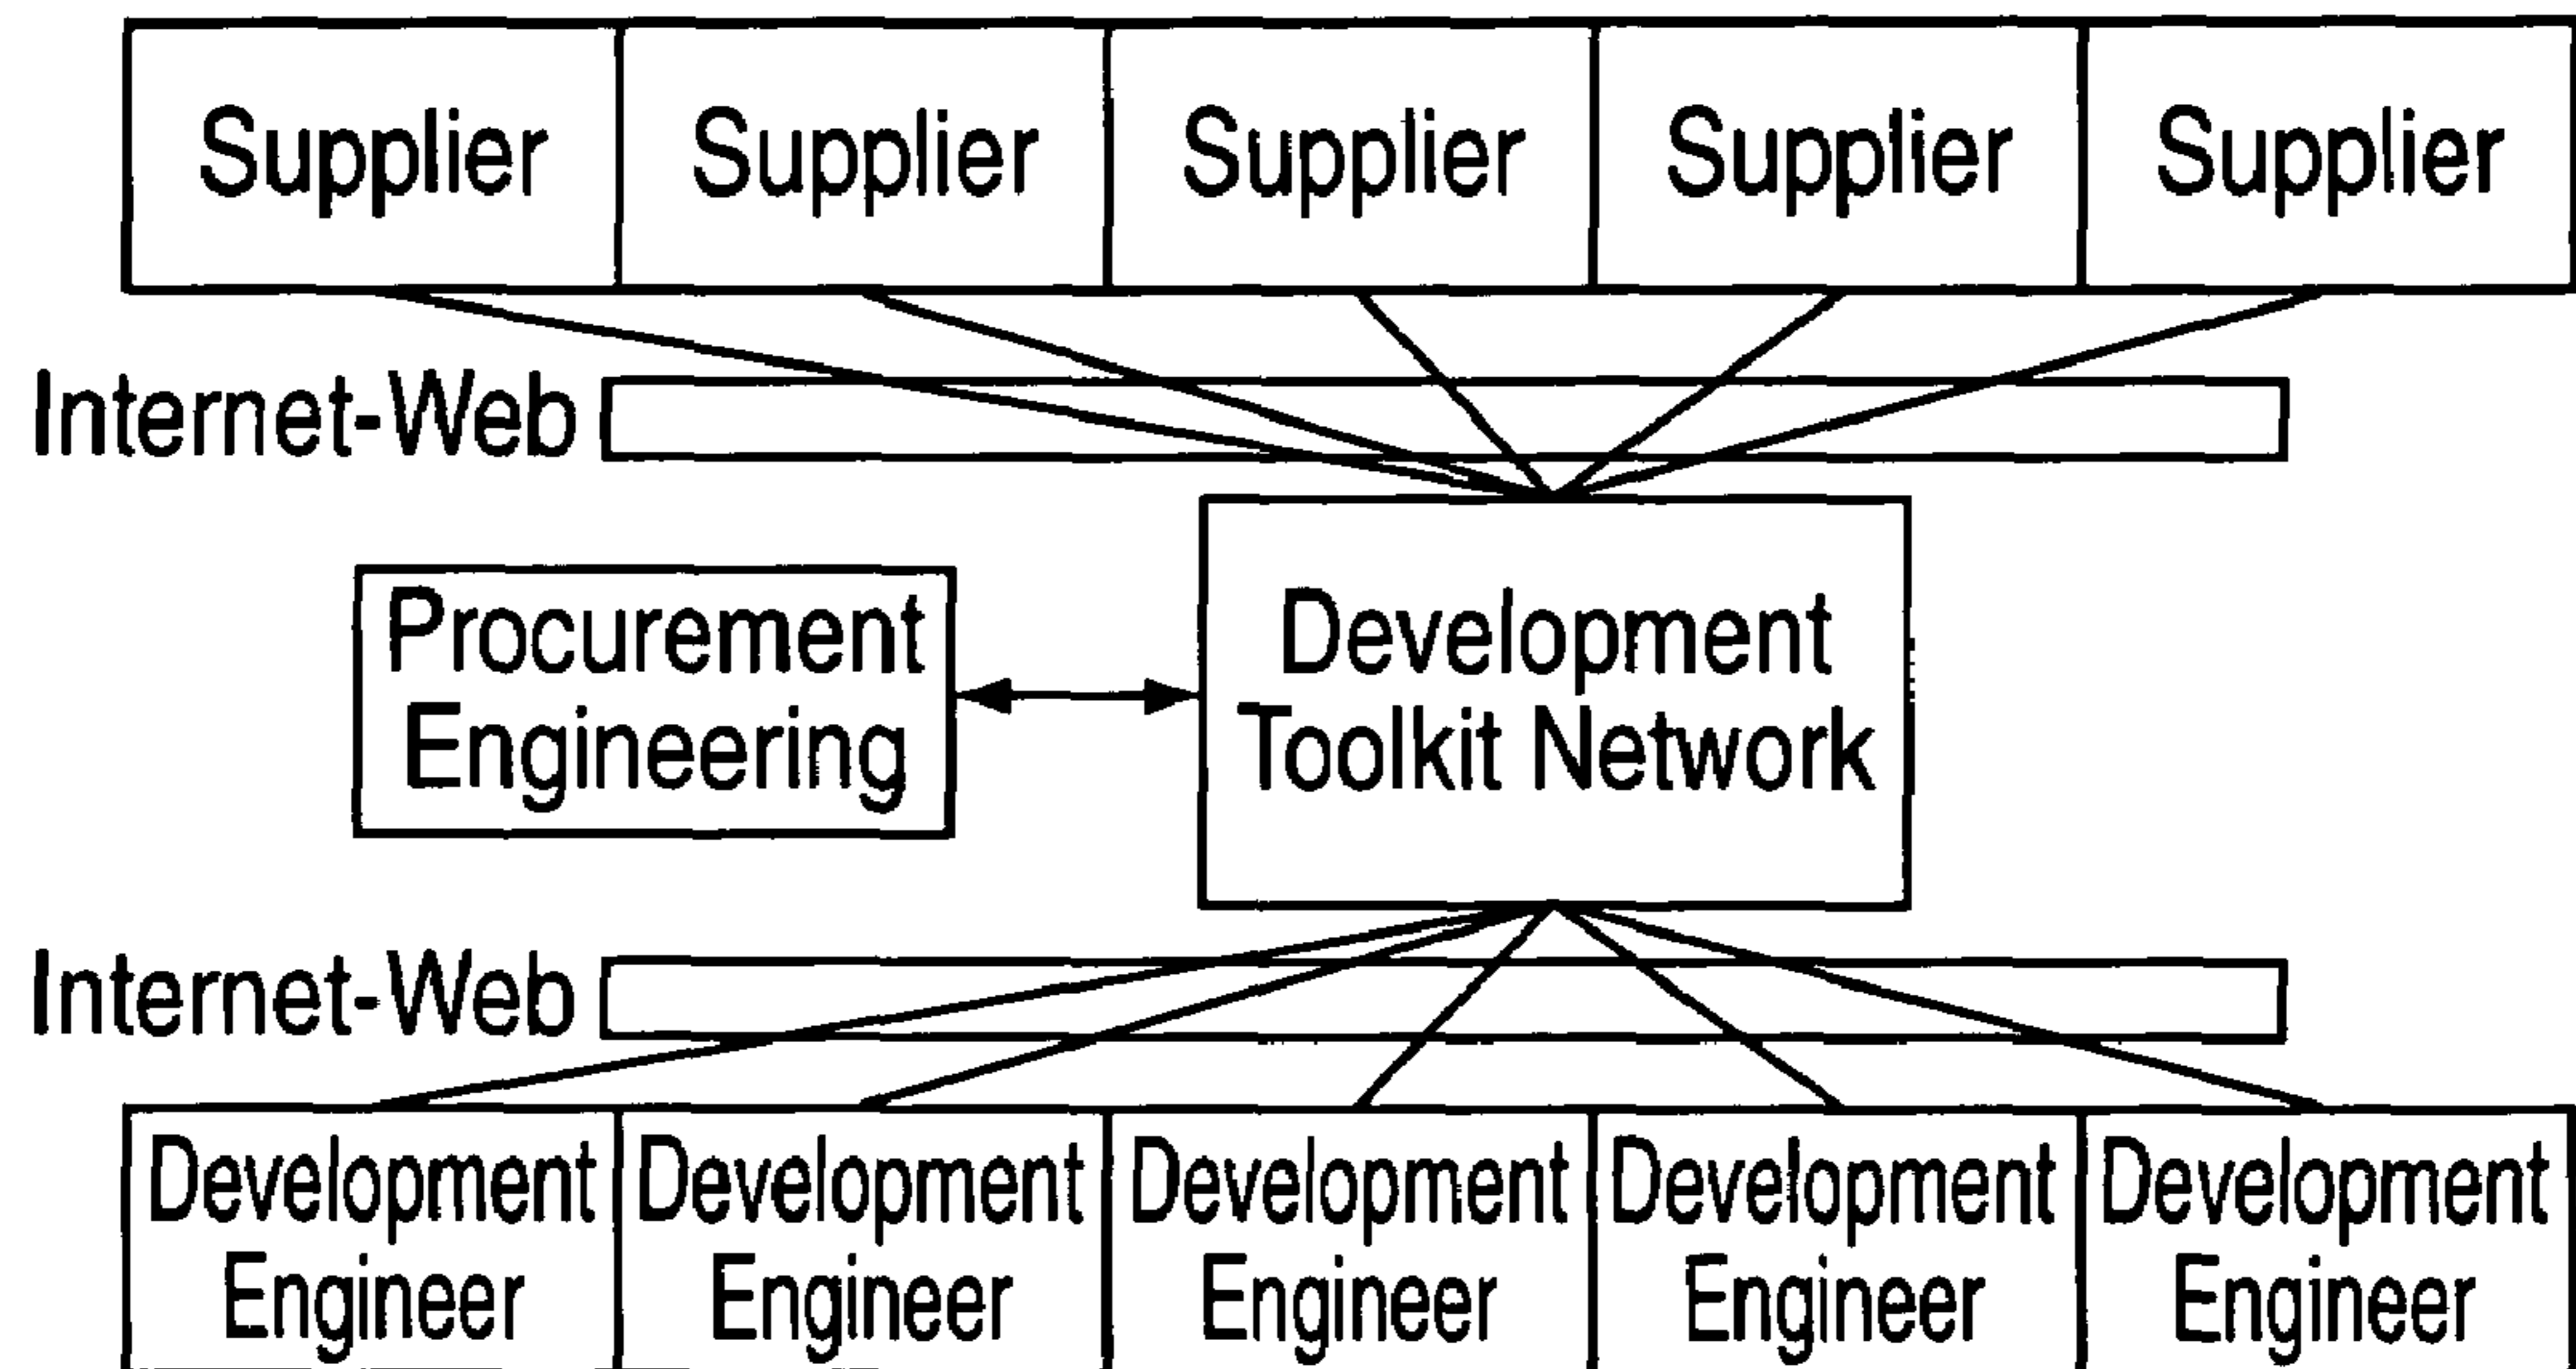 Supplier Supplier Supplier Supplier Supplier
Internet-Web
Procurement
Engineering
Development
Toolkit Network
Internet-Web
Development Development Development Development Development
Engineer Engineer Engineer Engineer Engineer